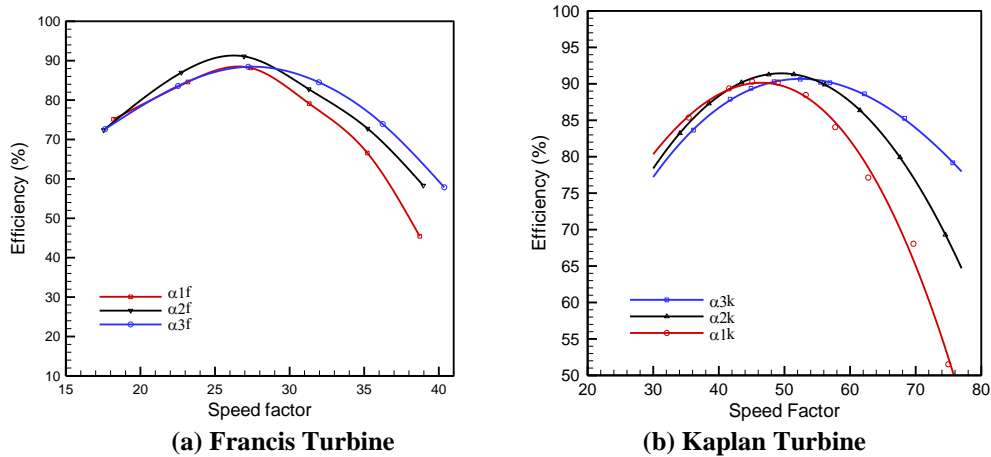 100
90
80
70
60
50
40
30
20
10
Efficiency (%)
α1f
α2f
α3f
15 20 25 30 35 40
Speed factor
(a) Francis Turbine
100
95
90
85
80
75
70
65
60
55
50
Efficiency (%)
α3k
α2k
α1k
20 30 40 50 60 70 80
Speed Factor
(b) Kaplan Turbine